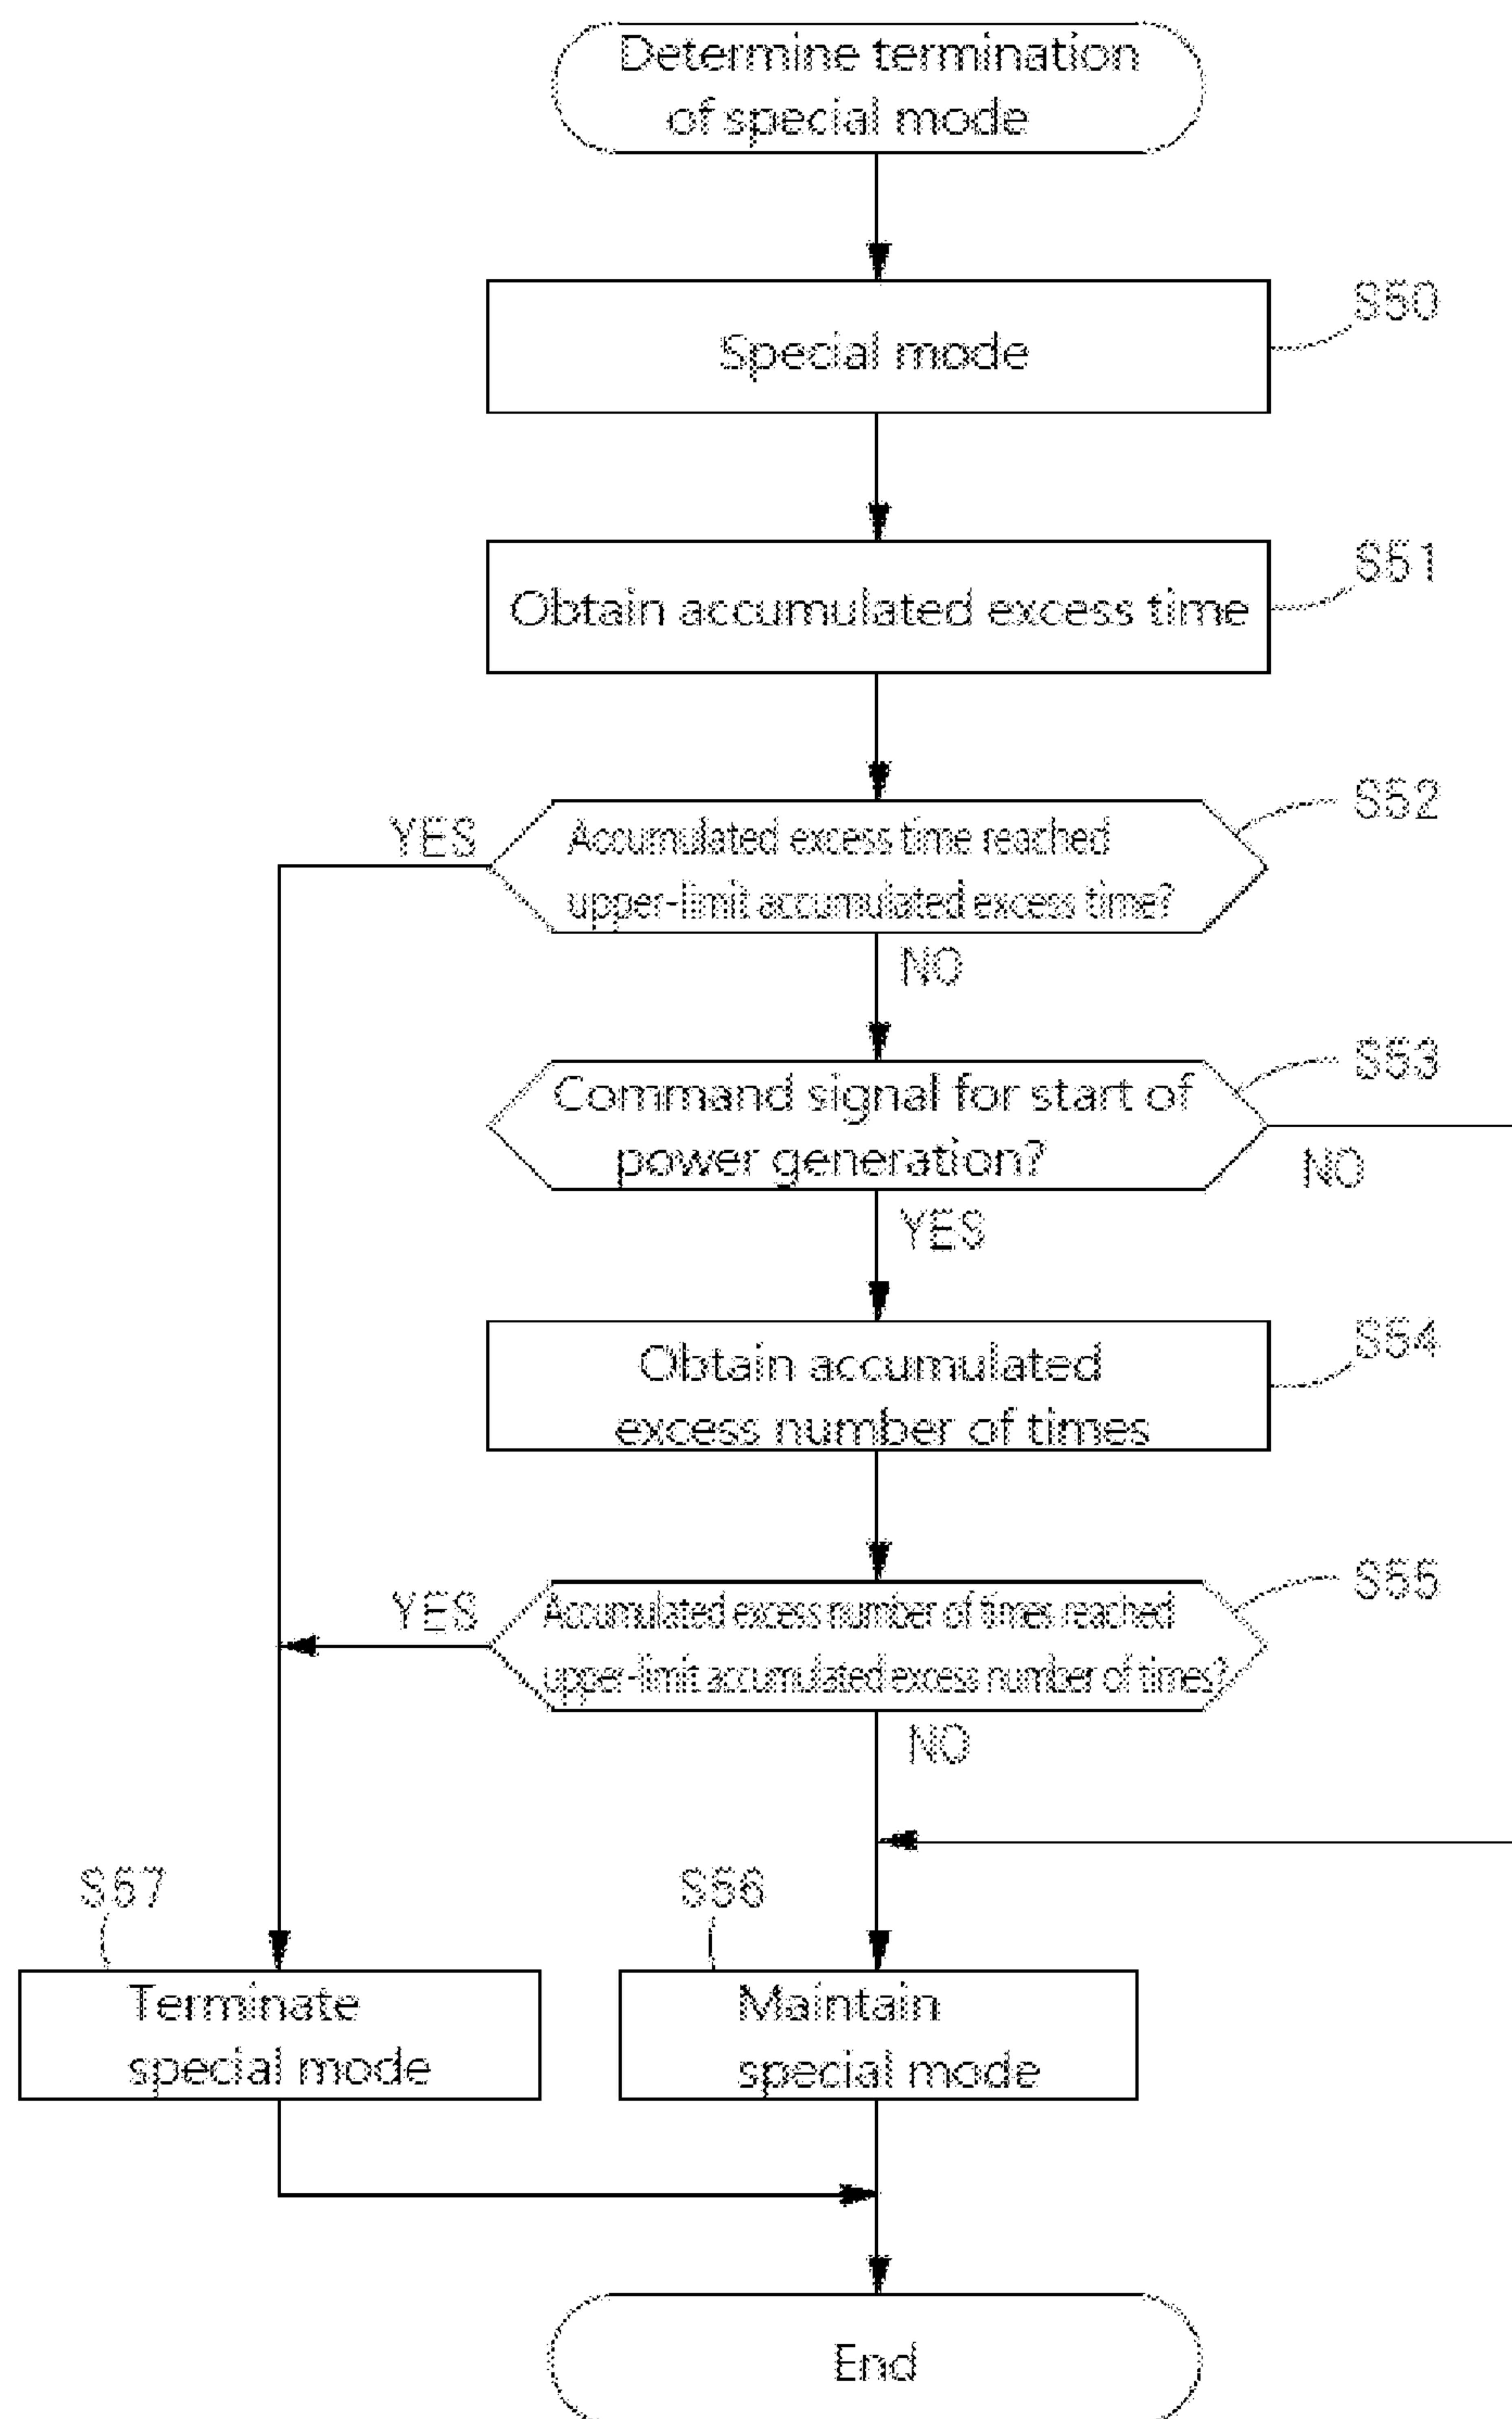 Determine termination
of special mode
S50
Special mode
S51
Obtain accumulated excess time
S52
YES
Accumulated excess time reached
upper-limit accumulated excess time?
NO
S53
Command signal for start of
power generation?
NO
YES
S54
Obtain accumulated
excess number of times
S55
YES
Accumulated excess number of times reached
upper-limit accumulated excess number of times?
NO
S57
S56
Terminate
special mode
Maintain
special mode
End